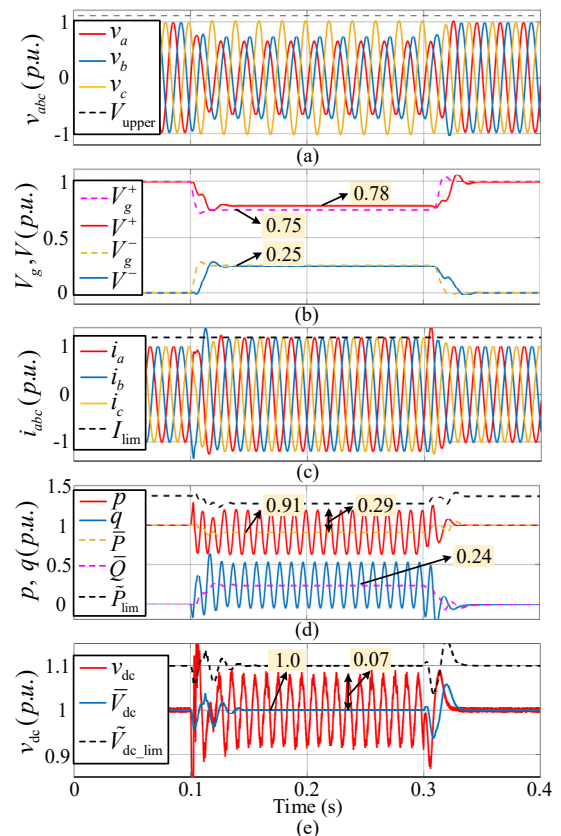 v_abc (p.u.)
1
0
-1
v_a
v_b
v_c
V_upper
(a)
V_g, V (p.u.)
1
0.5
0
V_g^+
V^+
V_g^-
V^-
0.78
0.75
0.25
(b)
i_abc (p.u.)
1
0
-1
i_a
i_b
i_c
I_lim
(c)
p, q (p.u.)
1.5
1.0
0.5
0
p
q
P̄
Q̄
P̃_lim
0.91
0.29
0.24
(d)
v_dc (p.u.)
1.1
1.0
0.9
v_dc
V̄_dc
Ṽ_dc_lim
1.0
0.07
0
0.1
0.2
0.3
0.4
Time (s)
(e)